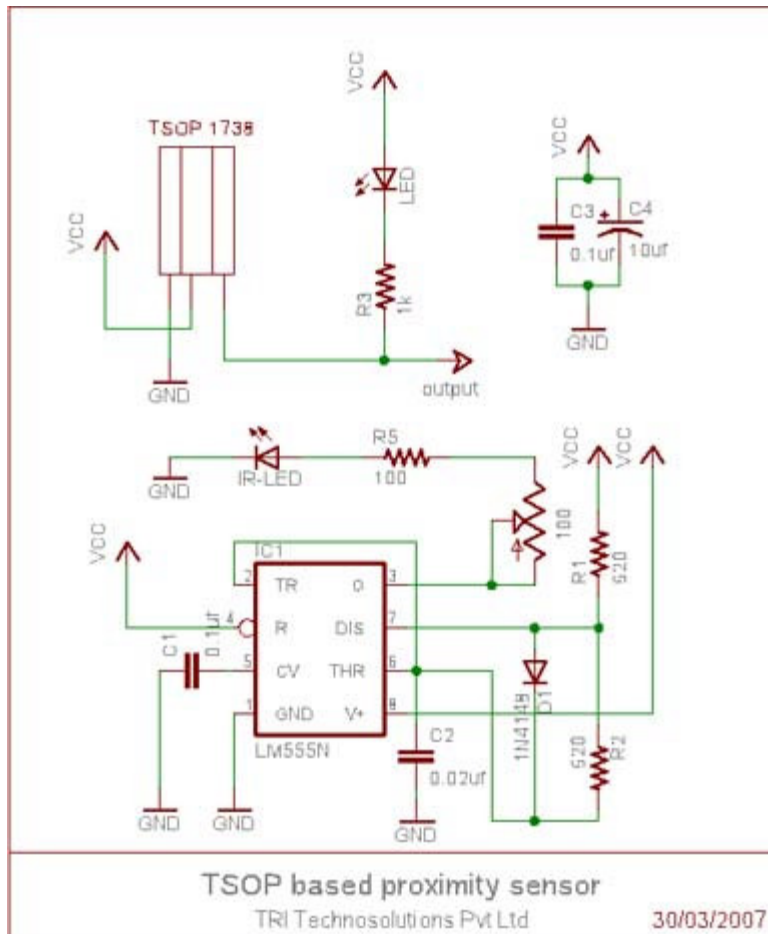 VCC
TSOP 1738
VCC
LED
VCC
C3
0.1uf
C4
10uf
R3
1k
GND
output
GND
GND
IR-LED
R5
100
VCC
VCC
100
R1
VCC
IC1
2
TR
O
3
4
R
DIS
7
C1
0.1uf
5
CV
THR
6
1
GND
V+
8
LM555N
1N4148
D1
R2
C2
0.02uf
GND
GND
GND
TSOP based proximity sensor
TRI Technosolutions Pvt Ltd
30/03/2007